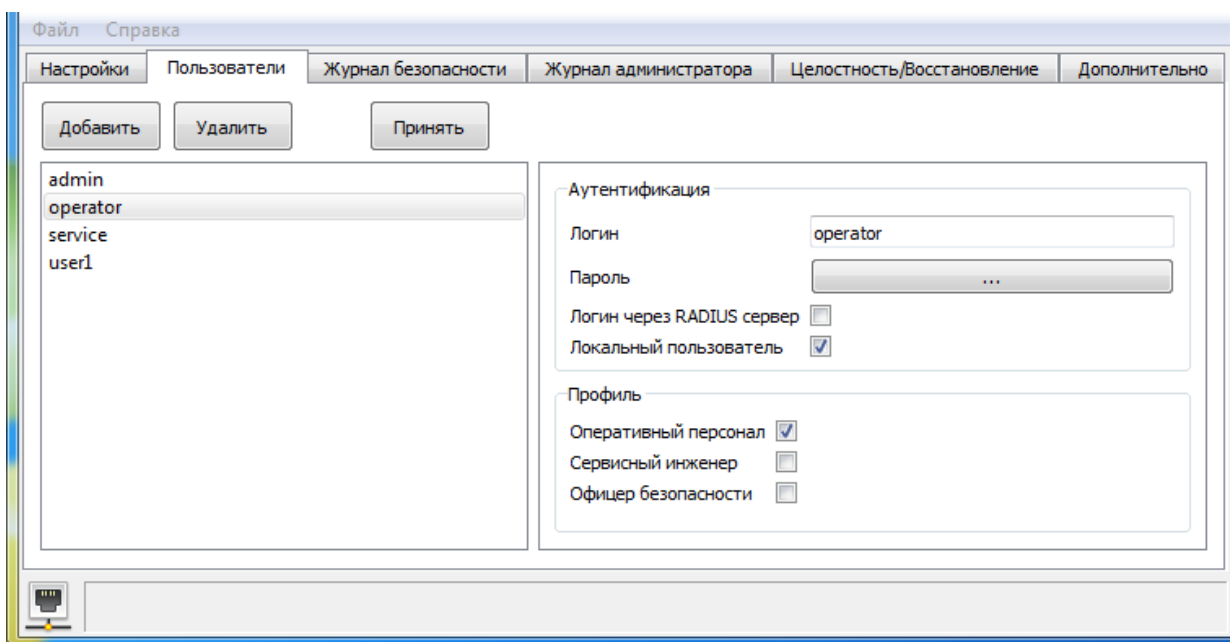 Файл Справка
Настройки Пользователи Журнал безопасности Журнал администратора Целостность/Восстановление Дополнительно
Добавить Удалить Принять
admin
operator
service
user1
Аутентификация
Логин operator
Пароль ...
Логин через RADIUS сервер
Локальный пользователь
Профиль
Оперативный персонал
Сервисный инженер
Офицер безопасности